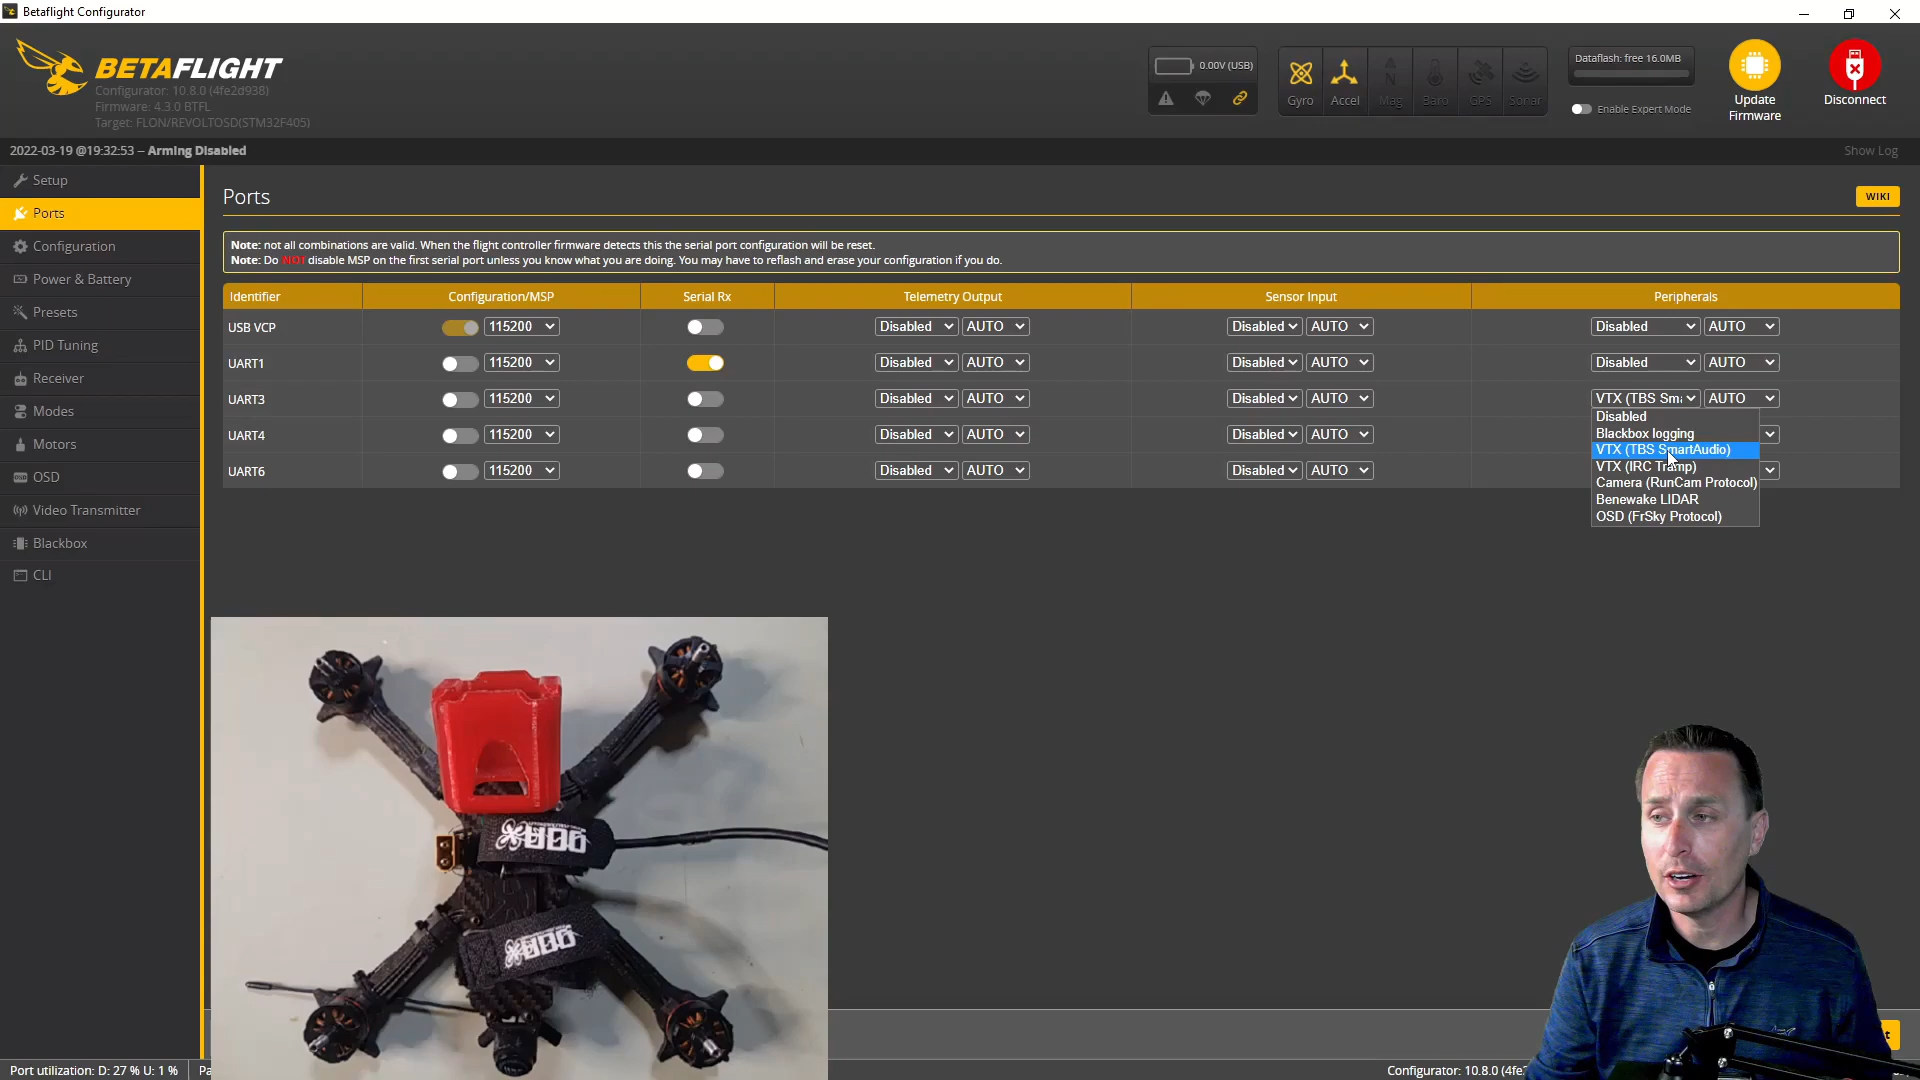 Betaflight Configurator
BETAFLIGHT
Configurator: 10.8.0 (4fe2d938)
Firmware: 4.3.0 BTFL
Target: FLON/REVOLTOSD(STM32F405)
0.00V (USB)
Gyro Accel Mag Baro GPS Sonar
Dataflash: free 16.0MB
Enable Expert Mode
Update
Firmware
Disconnect
2022-03-19 @19:32:53 -- Arming Disabled
Show Log
Setup
Ports
Configuration
Power & Battery
Presets
PID Tuning
Receiver
Modes
Motors
OSD
Video Transmitter
Blackbox
CLI
Ports
WIKI
Note: not all combinations are valid. When the flight controller firmware detects this the serial port configuration will be reset.
Note: Do NOT disable MSP on the first serial port unless you know what you are doing. You may have to reflash and erase your configuration if you do.
Identifier Configuration/MSP Serial Rx Telemetry Output Sensor Input Peripherals
USB VCP 115200 Disabled AUTO Disabled AUTO Disabled AUTO
UART1 115200 Disabled AUTO Disabled AUTO Disabled AUTO
UART3 115200 Disabled AUTO Disabled AUTO VTX (TBS Sma AUTO
UART4 115200 Disabled AUTO Disabled AUTO
UART6 115200 Disabled AUTO Disabled AUTO
Disabled
Blackbox logging
VTX (TBS SmartAudio)
VTX (IRC Tramp)
Camera (RunCam Protocol)
Benewake LIDAR
OSD (FrSky Protocol)
Port utilization: D: 27 % U: 1 %
Pa
Configurator: 10.8.0 (4fe2